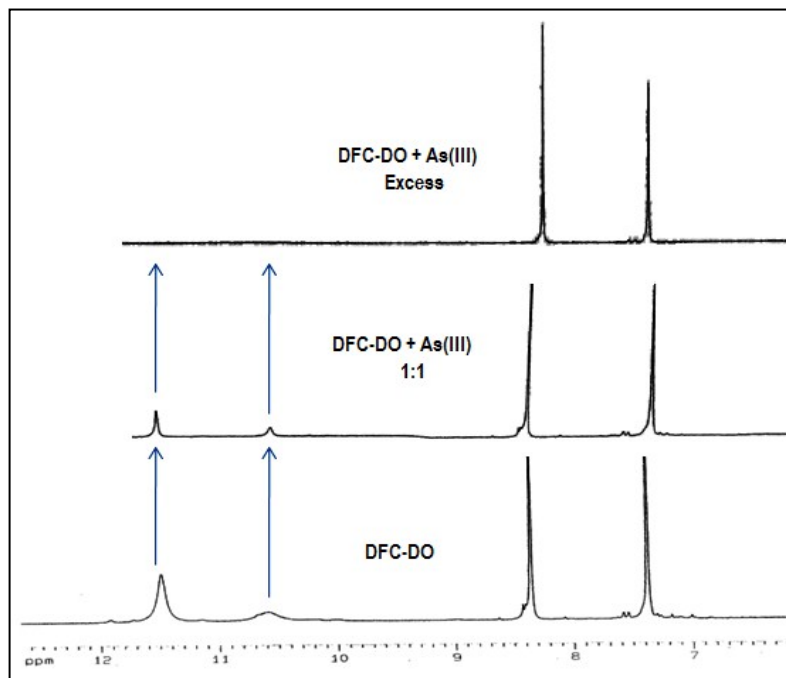 DFC-DO + As(III)
Excess
DFC-DO + As(III)
1:1
DFC-DO
ppm 12 11 10 9 8 7